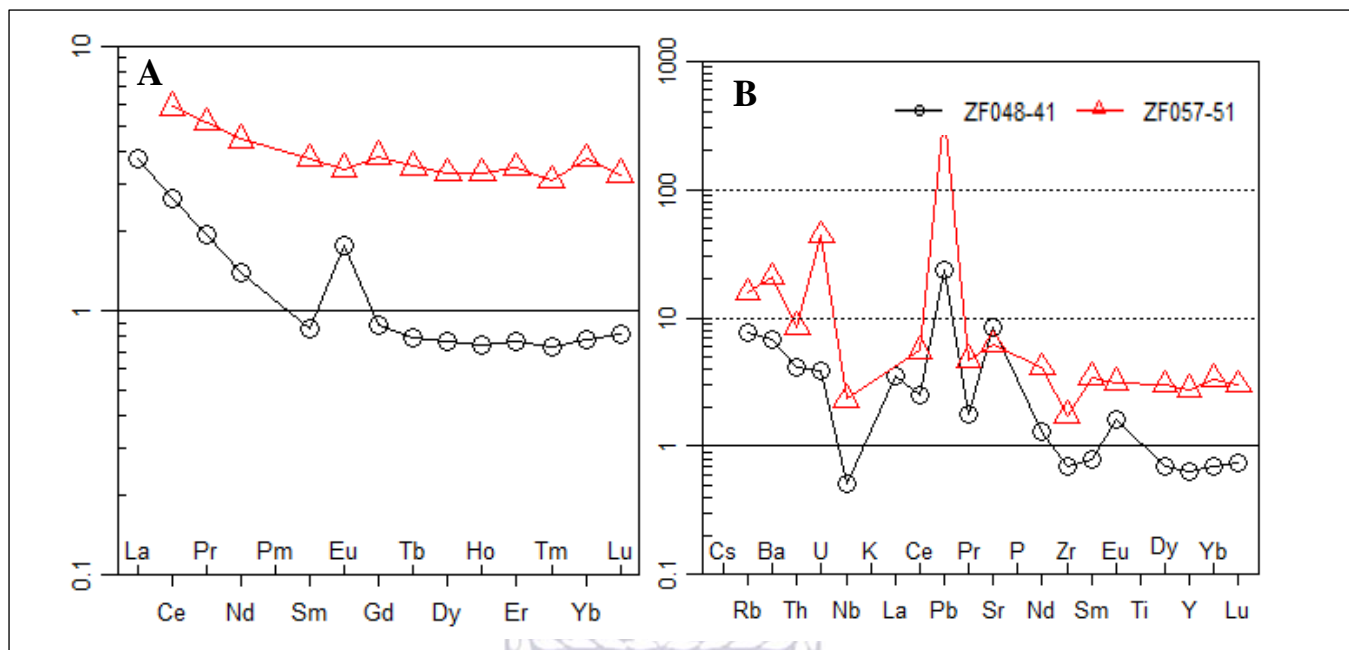 A
10
1
0.1
La Pr Pm Eu Tb Ho Tm Lu
Ce Nd Sm Gd Dy Er Yb
B
ZF048-41 ZF057-51
1000
100
10
1
0.1
Cs Ba U K Ce Pr P Zr Eu Dy Yb
Rb Th Nb La Pb Sr Nd Sm Ti Y Lu